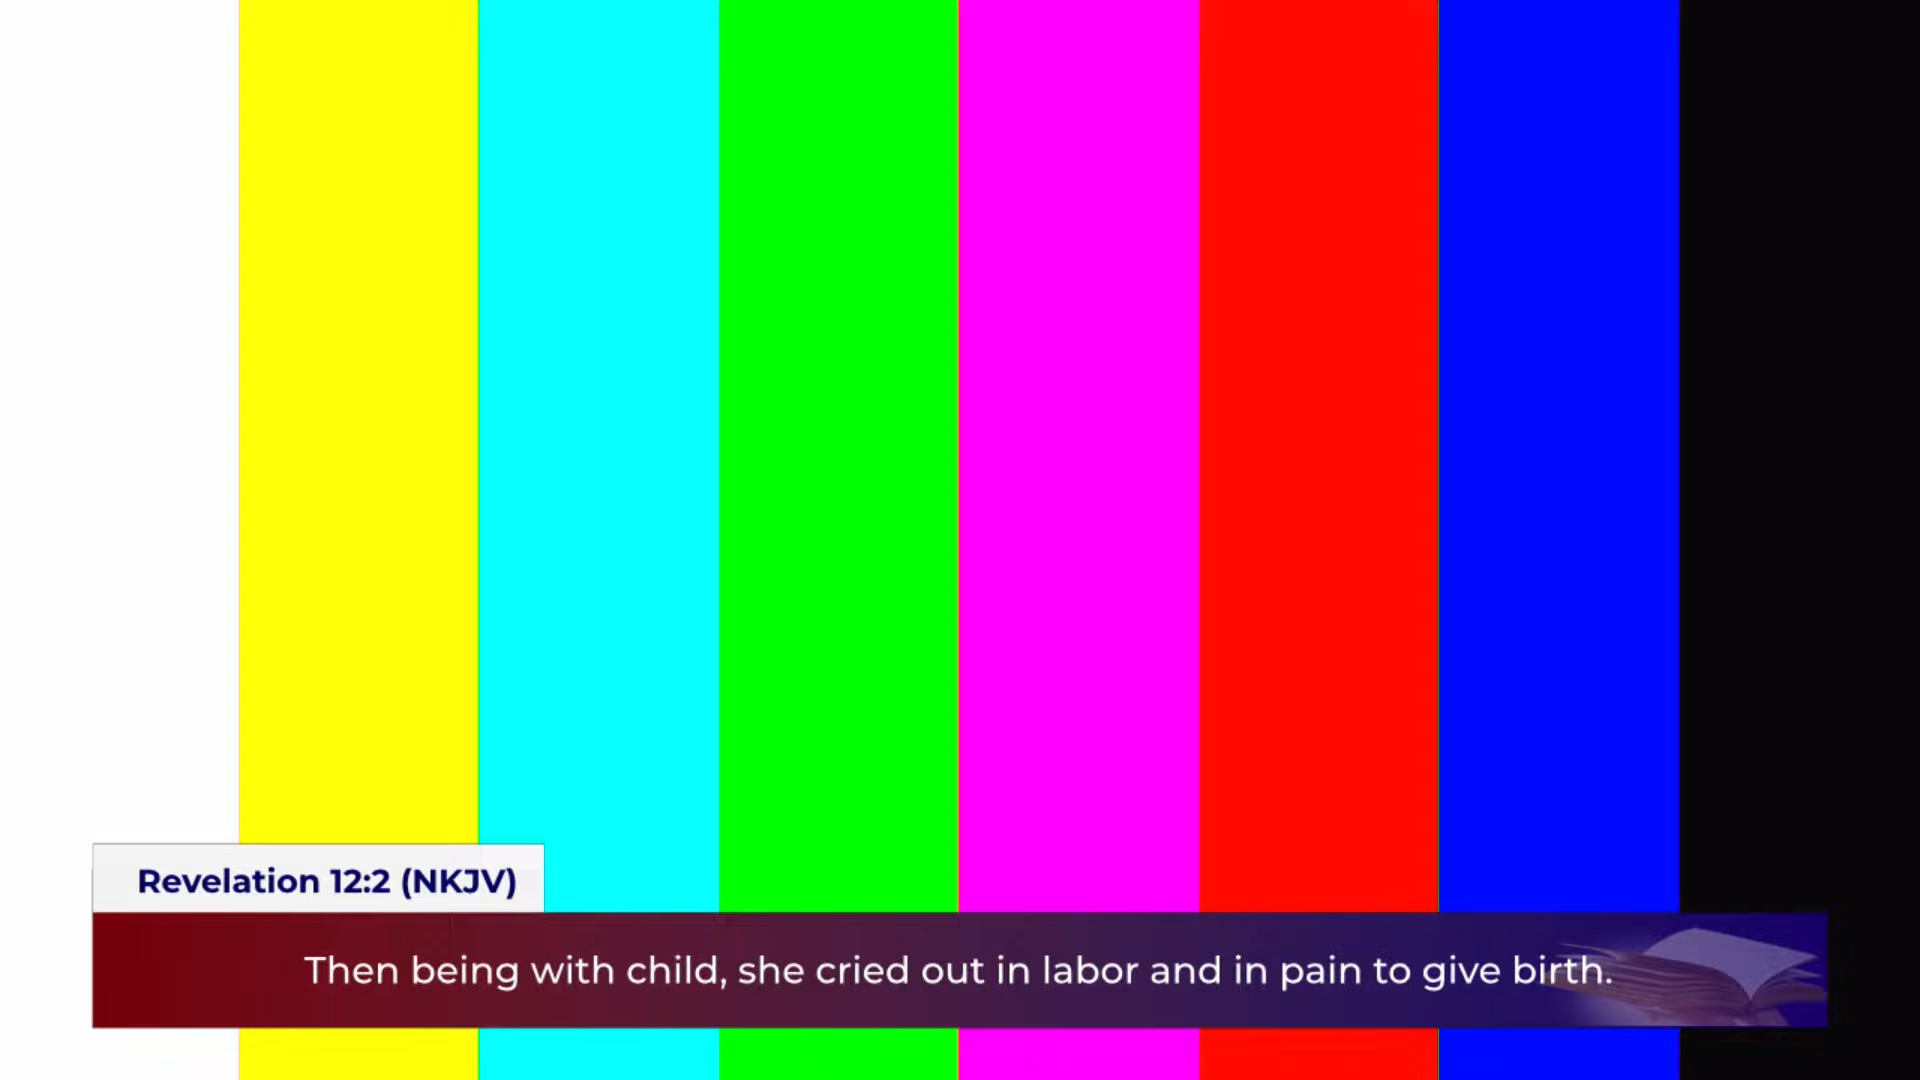 Revelation 12:2 (NKJV)
Then being with child, she cried out in labor and in pain to give birth.